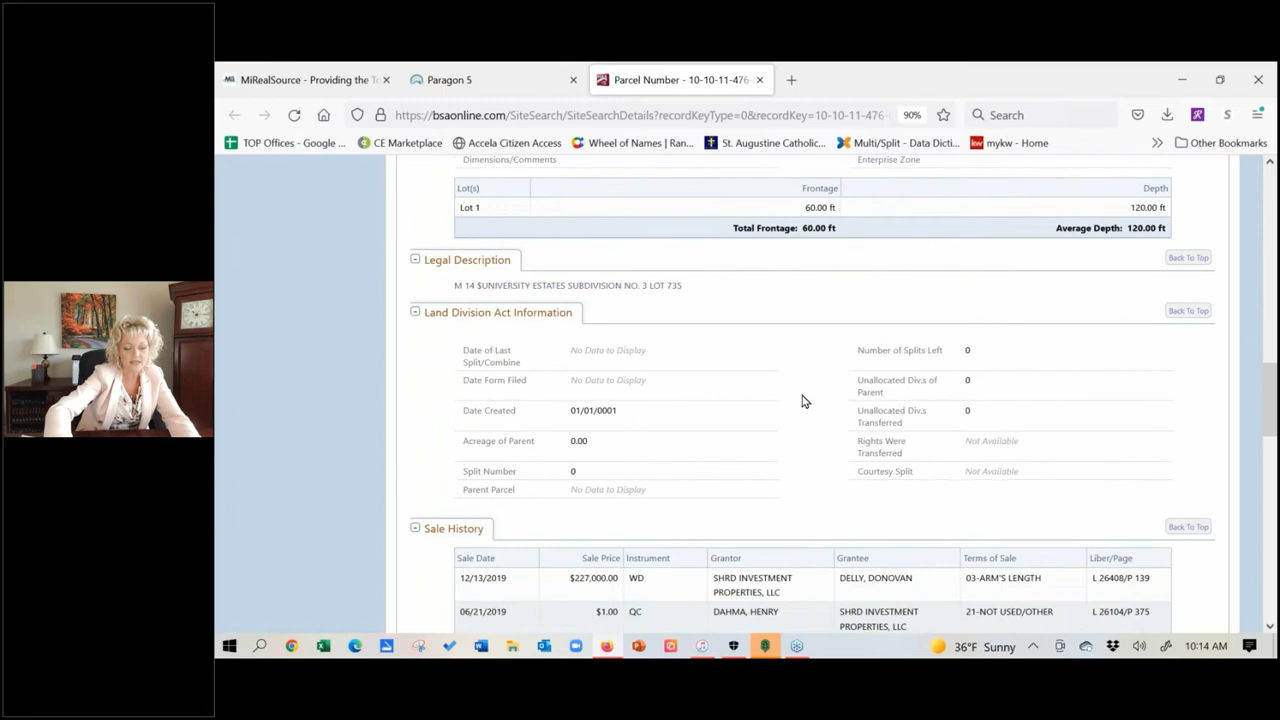 MiRealSource - Providing the To
Paragon 5
Parcel Number - 10-10-11-476-
https://bsaonline.com/SiteSearch/SiteSearchDetails?recordKeyType=0&recordKey=10-10-11-476-
90%
Search
TOP Offices - Google ...
CE Marketplace
Accela Citizen Access
Wheel of Names | Ran...
St. Augustine Catholic...
Multi/Split - Data Dicti...
mykw - Home
Other Bookmarks
Dimensions/Comments
Enterprise Zone
Lot(s) Frontage Depth
Lot 1 60.00 ft 120.00 ft
Total Frontage: 60.00 ft Average Depth: 120.00 ft
Legal Description
Back To Top
M 14 $UNIVERSITY ESTATES SUBDIVISION NO. 3 LOT 735
Land Division Act Information
Back To Top
Date of Last
Split/Combine
No Data to Display
Number of Splits Left 0
Date Form Filed No Data to Display
Unallocated Div.s of
Parent
0
Date Created 01/01/0001
Unallocated Div.s
Transferred
0
Acreage of Parent 0.00
Rights Were
Transferred
Not Available
Split Number 0
Courtesy Split Not Available
Parent Parcel No Data to Display
Sale History
Back To Top
Sale Date Sale Price Instrument Grantor Grantee Terms of Sale Liber/Page
12/13/2019 $227,000.00 WD SHRD INVESTMENT DELLY, DONOVAN 03-ARM'S LENGTH L 26408/P 139
PROPERTIES, LLC
06/21/2019 $1.00 QC DAHMA, HENRY SHRD INVESTMENT 21-NOT USED/OTHER L 26104/P 375
PROPERTIES, LLC
36°F Sunny
10:14 AM